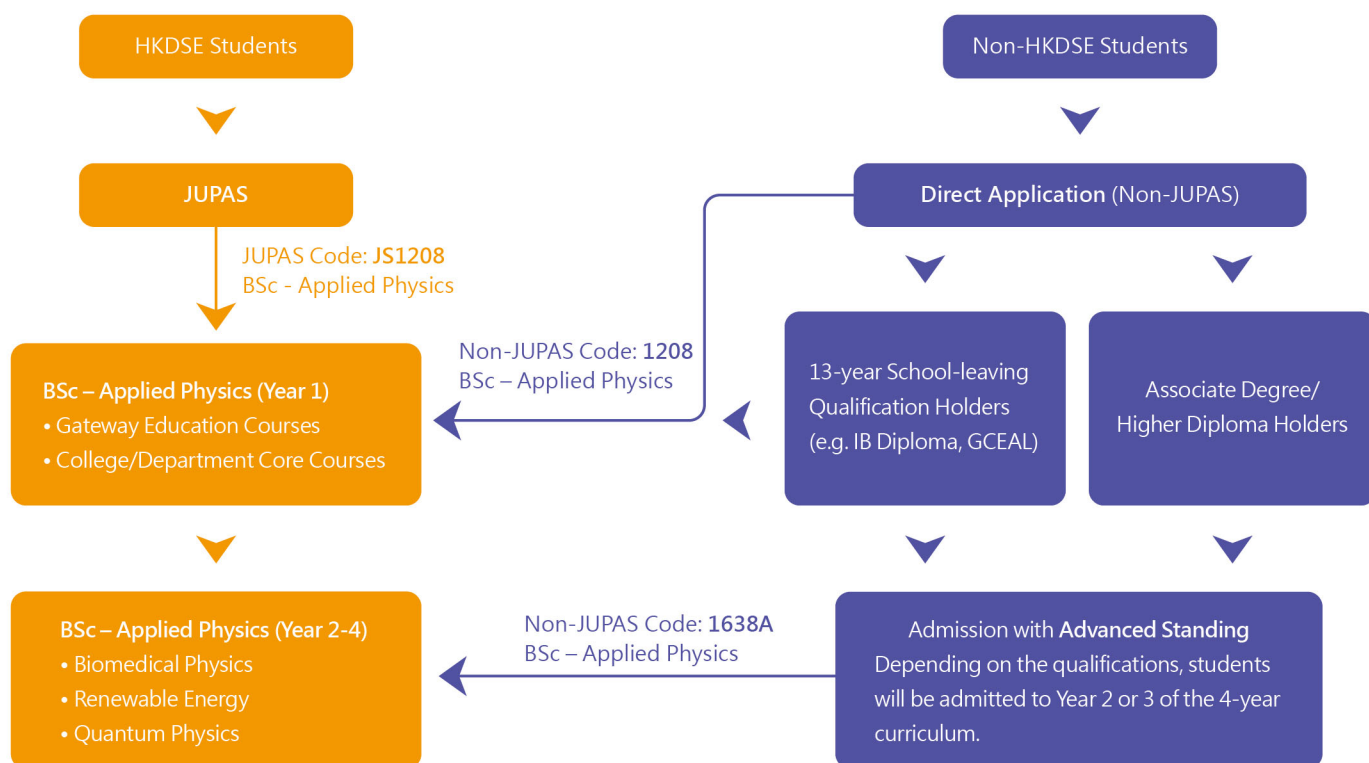 HKDSE Students
Non-HKDSE Students
JUPAS
Direct Application (Non-JUPAS)
JUPAS Code: JS1208
BSc - Applied Physics
Non-JUPAS Code: 1208
BSc – Applied Physics
BSc – Applied Physics (Year 1)
• Gateway Education Courses
• College/Department Core Courses
13-year School-leaving
Qualification Holders
(e.g. IB Diploma, GCEAL)
Associate Degree/
Higher Diploma Holders
BSc – Applied Physics (Year 2-4)
• Biomedical Physics
• Renewable Energy
• Quantum Physics
Non-JUPAS Code: 1638A
BSc – Applied Physics
Admission with Advanced Standing
Depending on the qualifications, students
will be admitted to Year 2 or 3 of the 4-year
curriculum.